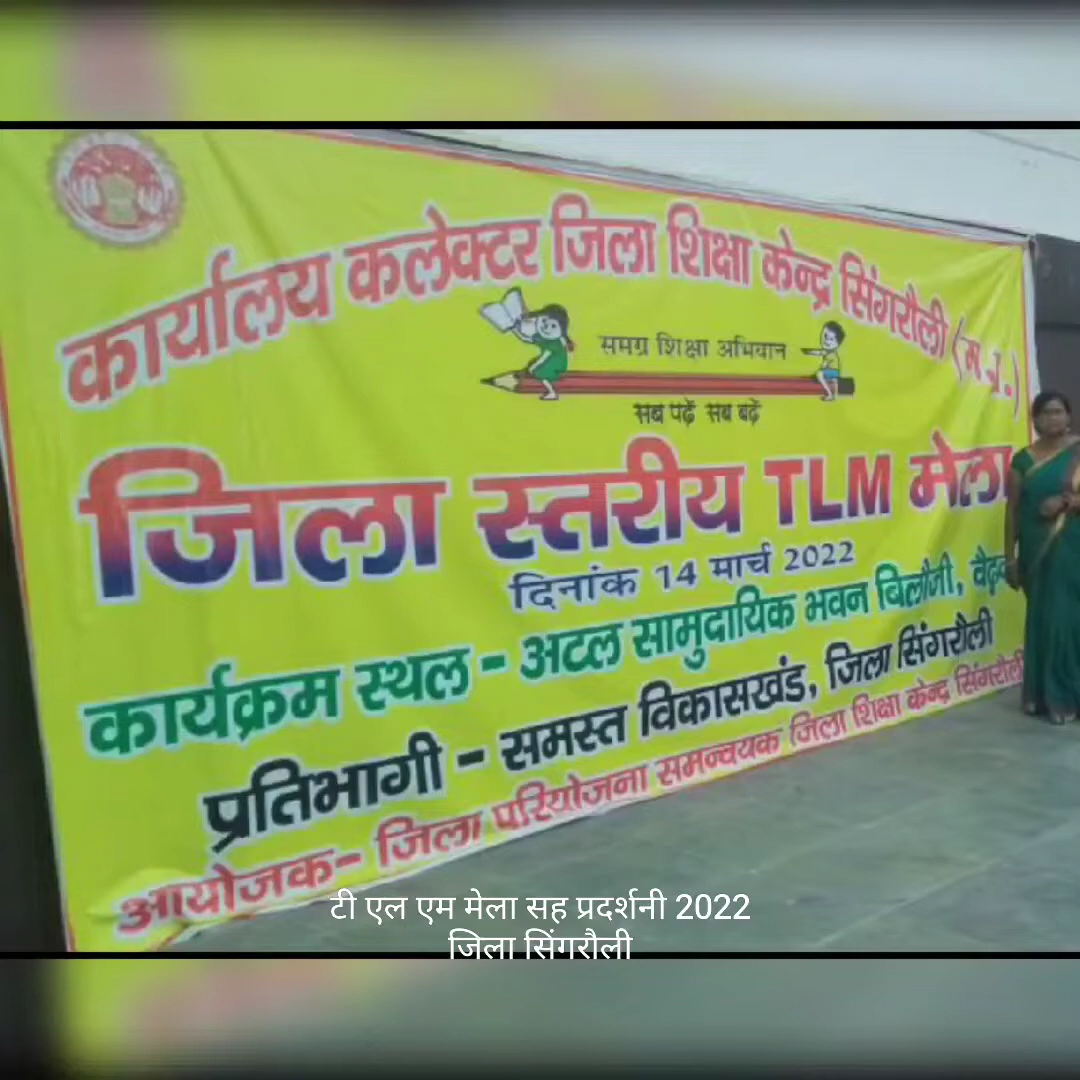 कार्यालय कलेक्टर जिला शिक्षा केन्द्र सिंगरौली (म.प्र.)
समग्र शिक्षा अभियान
सब पढ़ें सब बढ़ें
जिला स्तरीय TLM मेला
दिनांक 14 मार्च 2022
कार्यक्रम स्थल - अटल सामुदायिक भवन बिलौंजी,
प्रतिभागी - समस्त विकासखंड, जिला सिंगरौली
आयोजक- जिला परियोजना समन्वयक जिला शिक्षा केन्द्र सिंगरौली
टी एल एम मेला सह प्रदर्शनी 2022
जिला सिंगरौली